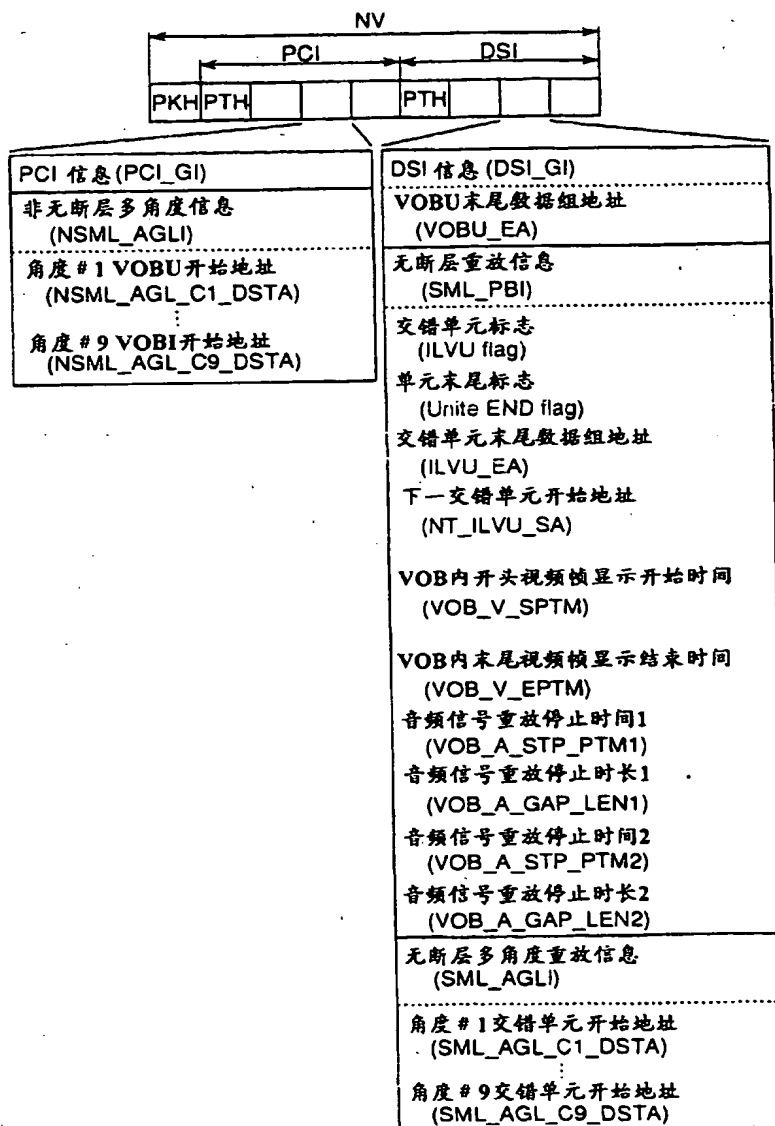 NV
PCI
DSI
PKH PTH PTH
PCI 信息(PCI_GI)
非无断层多角度信息
(NSML_AGLI)
角度#1 VOBU开始地址
(NSML_AGL_C1_DSTA)
角度#9 VOBI开始地址
(NSML_AGL_C9_DSTA)
DSI 信息(DSI_GI)
VOBU末尾数据组地址
(VOBU_EA)
无断层重放信息
(SML_PBI)
交错单元标志
(ILVU flag)
单元末尾标志
(Unite END flag)
交错单元末尾数据组地址
(ILVU_EA)
下一交错单元开始地址
(NT_ILVU_SA)
VOB内开头视频帧显示开始时间
(VOB_V_SPTM)
VOB内末尾视频帧显示结束时间
(VOB_V_EPTM)
音频信号重放停止时间1
(VOB_A_STP_PTM1)
音频信号重放停止时长1
(VOB_A_GAP_LEN1)
音频信号重放停止时间2
(VOB_A_STP_PTM2)
音频信号重放停止时长2
(VOB_A_GAP_LEN2)
无断层多角度重放信息
(SML_AGLI)
角度#1交错单元开始地址
(SML_AGL_C1_DSTA)
角度#9交错单元开始地址
(SML_AGL_C9_DSTA)